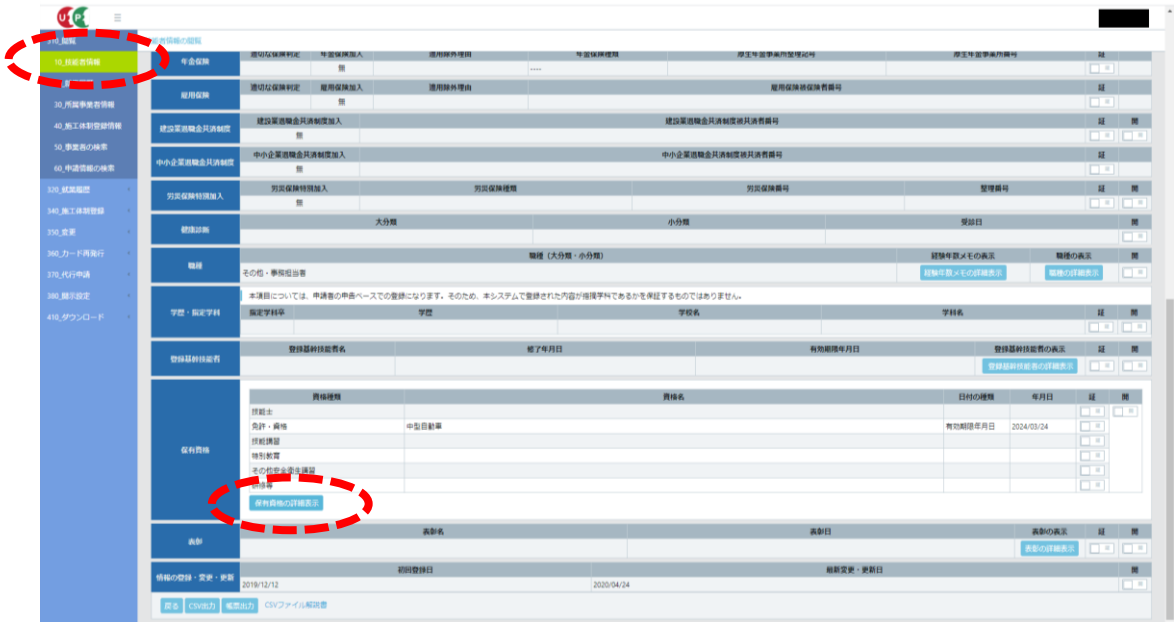 310_閲覧
10_技能者情報
30_所属事業者情報
40_施工体制登録情報
50_事業者の検索
60_申請情報の検索
320_就業履歴
340_施工体制登録
350_変更
360_カード再発行
370_代行申請
380_開示設定
410_ダウンロード
者情報の閲覧
年金保険
適切な保険判定 年金保険加入 適用除外理由 年金保険種類 厚生年金事業所整理記号 厚生年金事業所番号 証
無 ----
雇用保険
適切な保険判定 雇用保険加入 適用除外理由 雇用保険被保険者番号 証
無
建設業退職金共済制度
建設業退職金共済制度加入 建設業退職金共済制度被共済者番号 証 開
無
中小企業退職金共済制度
中小企業退職金共済制度加入 中小企業退職金共済制度被共済者番号 証
無
労災保険特別加入
労災保険特別加入 労災保険種類 労災保険番号 整理番号 証 開
無
健康診断
大分類 小分類 受診日 開
職種
職種（大分類・小分類） 経験年数メモの表示 職種の表示 開
その他・事務担当者 経験年数メモの詳細表示 職種の詳細表示
学歴・指定学科
本項目については、申請者の申告ベースでの登録になります。そのため、本システムで登録された内容が指定学科であるかを保証するものではありません。
指定学科卒 学歴 学校名 学科名 証 開
登録基幹技能者
登録基幹技能者名 修了年月日 有効期限年月日 登録基幹技能者の表示 証 開
登録基幹技能者の詳細表示
保有資格
資格種類 資格名 日付の種類 年月日 証 開
技能士
免許・資格 中型自動車 有効期限年月日 2024/03/24
技能講習
特別教育
その他安全衛生講習
研修等
保有資格の詳細表示
表彰
表彰名 表彰日 表彰の表示 証 開
表彰の詳細表示
情報の登録・変更・更新
初回登録日 最新変更・更新日 開
2019/12/12 2020/04/24
戻る CSV出力 帳票出力 CSVファイル解説書